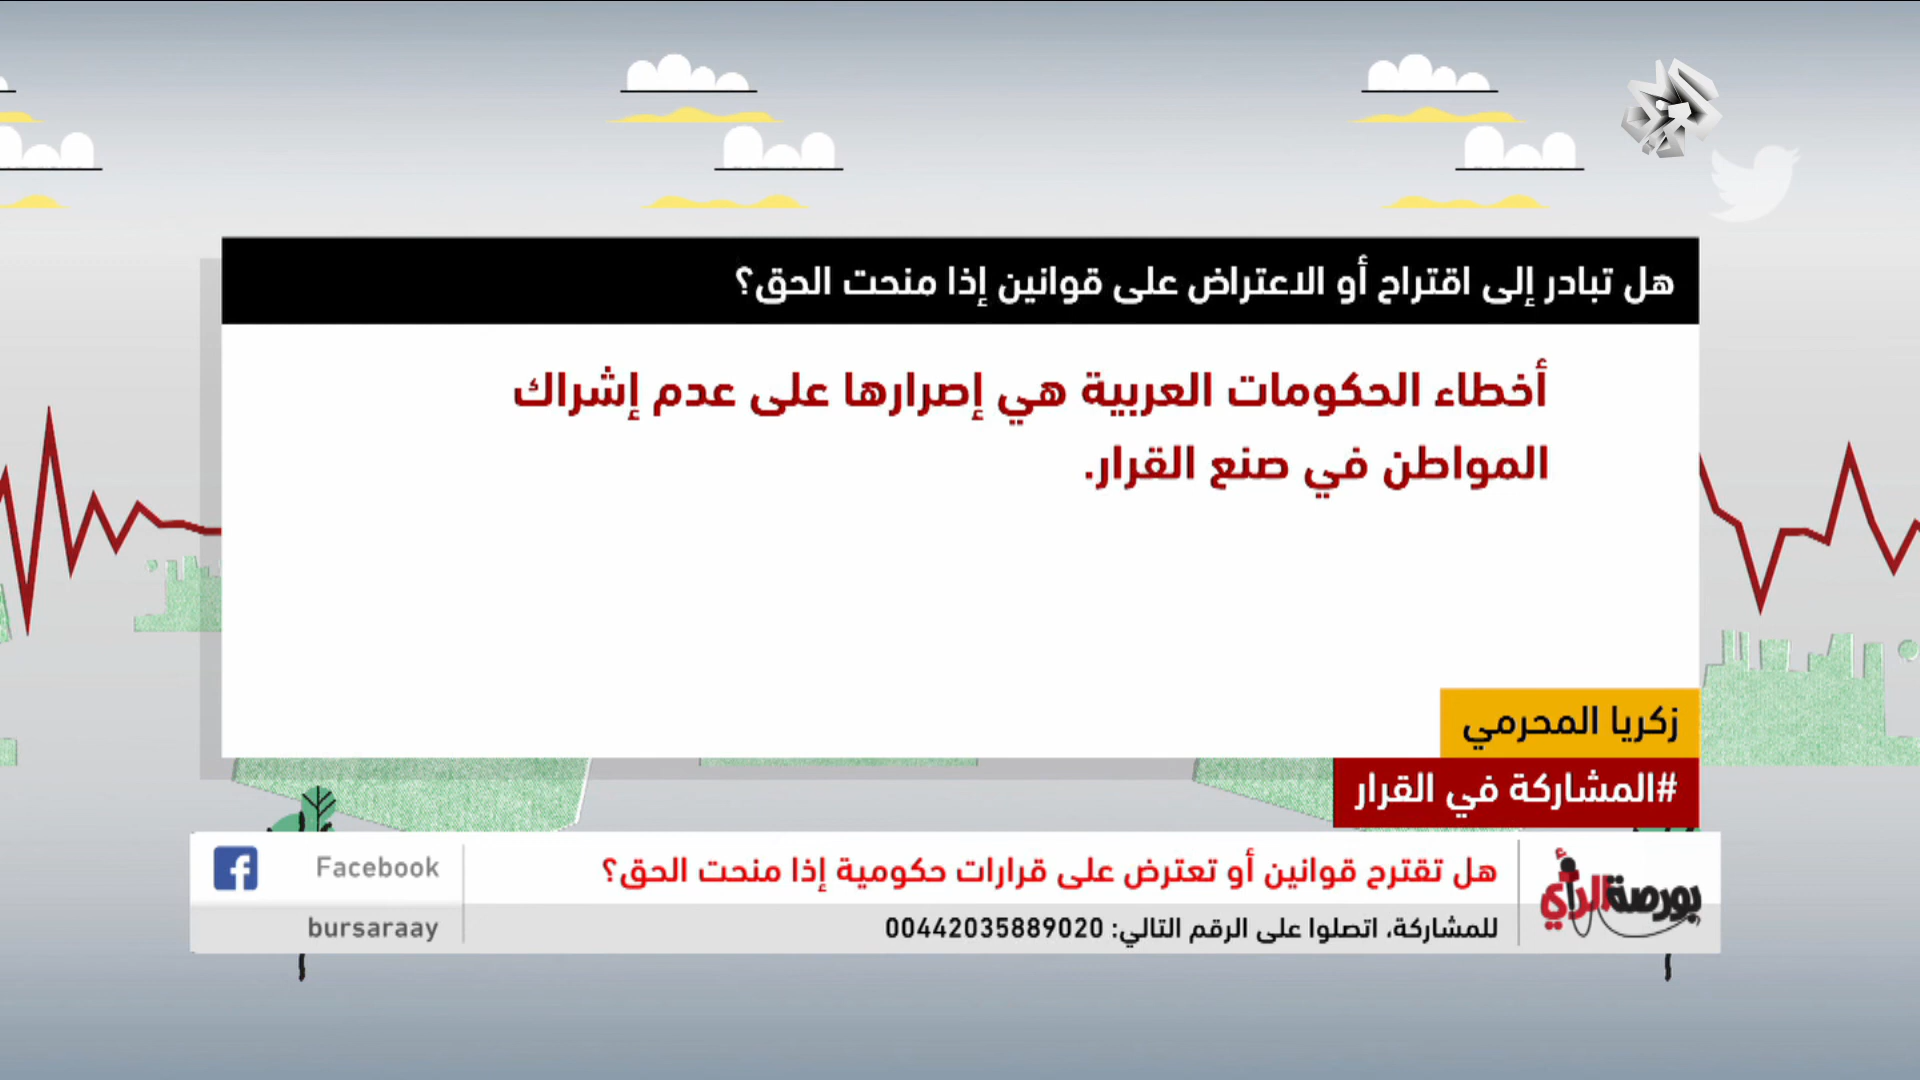 هل تبادر إلى اقتراح أو الاعتراض على قوانين إذا منحت الحق؟
أخطاء الحكومات العربية هي إصرارها على عدم إشراك
المواطن في صنع القرار.
زكريا المحرمي
#المشاركة في القرار
بورصة الرأي
هل تقترح قوانين أو تعترض على قرارات حكومية إذا منحت الحق؟
للمشاركة، اتصلوا على الرقم التالي: 00442035889020
Facebook
bursaraay